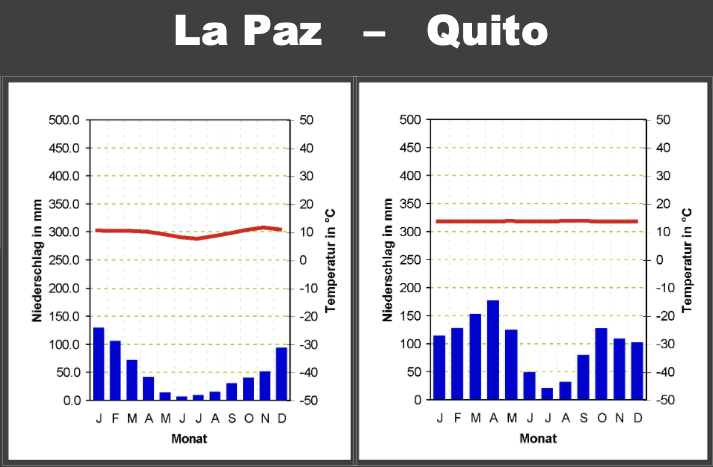 La Paz – Quito
500.0 50
450.0 40
400.0 30
350.0 20
300.0 10
250.0 0
200.0 -10
150.0 -20
100.0 -30
50.0 -40
0.0 -50
Niederschlag in mm
Temperatur in °C
J F M A M J J A S O N D
Monat
500 50
450 40
400 30
350 20
300 10
250 0
200 -10
150 -20
100 -30
50 -40
0 -50
Niederschlag in mm
Temperatur in °C
J F M A M J J A S O N D
Monat